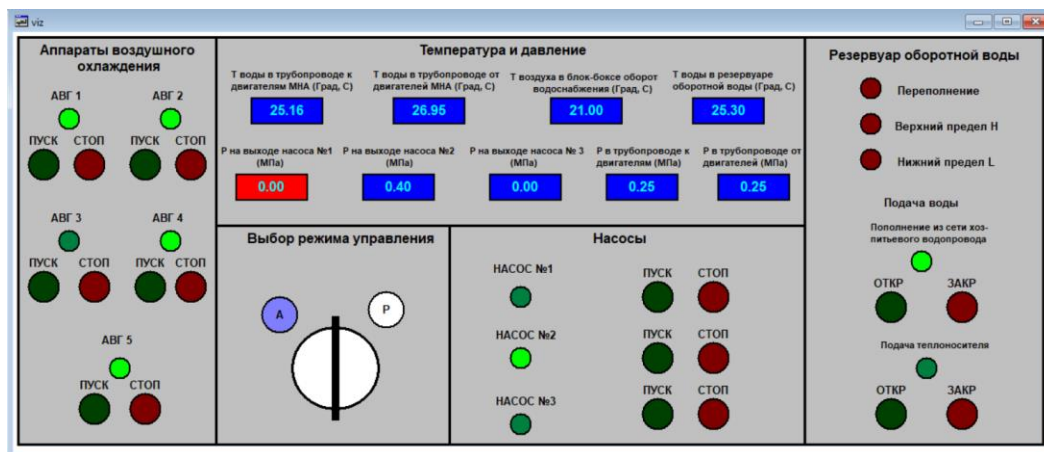 viz
Аппараты воздушного
охлаждения
АВГ 1
АВГ 2
ПУСК СТОП
ПУСК СТОП
АВГ 3
АВГ 4
ПУСК СТОП
ПУСК СТОП
АВГ 5
ПУСК СТОП
Температура и давление
Т воды в трубопроводе к
двигателям МНА (Град, С)
Т воды в трубопроводе от
двигателей МНА (Град, С)
Т воздуха в блок-боксе оборот
водоснабжения (Град, С)
Т воды в резервуаре
оборотной воды (Град, С)
25.16
26.95
21.00
25.30
Р на выходе насоса №1
(МПа)
Р на выходе насоса №2
(МПа)
Р на выходе насоса № 3
(МПа)
Р в трубопроводе к
двигателям (МПа)
Р в трубопроводе от
двигателей (МПа)
0.00
0.40
0.00
0.25
0.25
Выбор режима управления
А
Р
Насосы
НАСОС №1
ПУСК СТОП
НАСОС №2
ПУСК СТОП
НАСОС №3
ПУСК СТОП
Резервуар оборотной воды
Переполнение
Верхний предел H
Нижний предел L
Подача воды
Пополнение из сети хоз-
питьевого водопровода
ОТКР
ЗАКР
Подача теплоносителя
ОТКР
ЗАКР